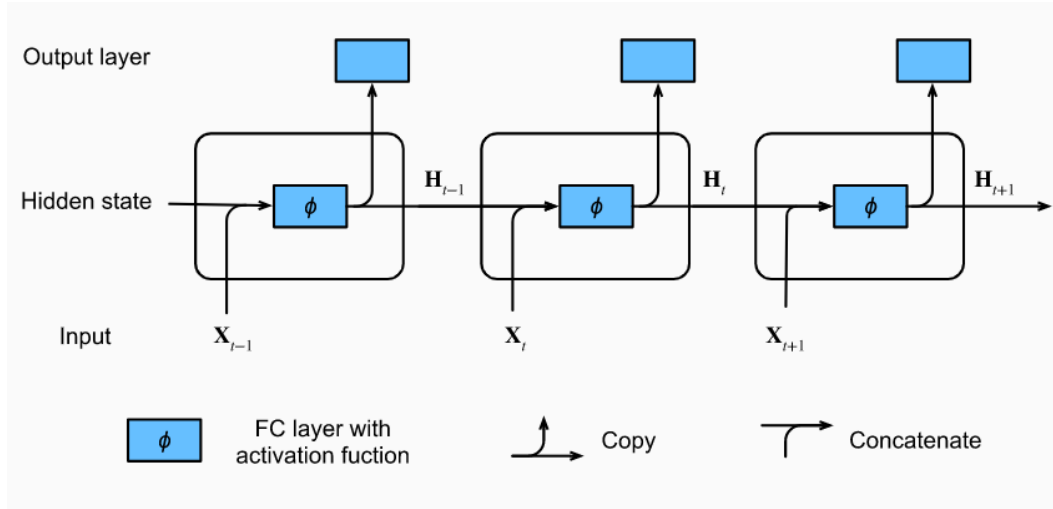 Output layer
H_{t−1}
H_t
H_{t+1}
Hidden state
ϕ
ϕ
ϕ
Input
X_{t−1}
X_t
X_{t+1}
ϕ
FC layer with
activation fuction
Copy
Concatenate